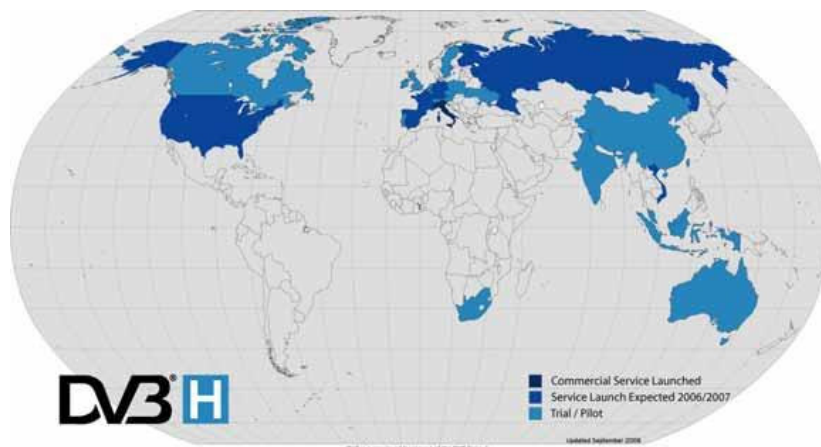 DVB® H
Commercial Service Launched
Service Launch Expected 2006/2007
Trial / Pilot
Updated September 2006